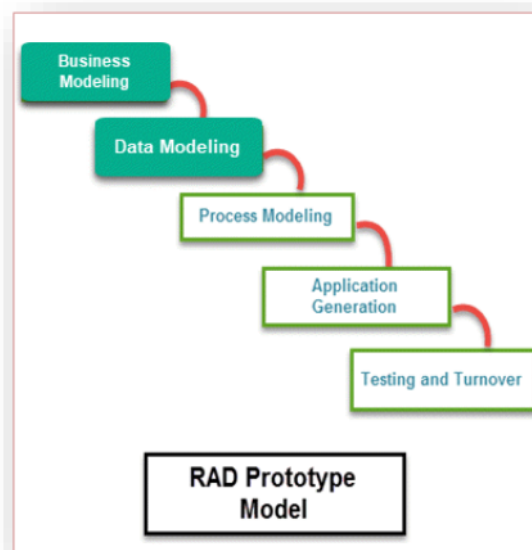 Business
Modeling
Data Modeling
Process Modeling
Application
Generation
Testing and Turnover
RAD Prototype
Model